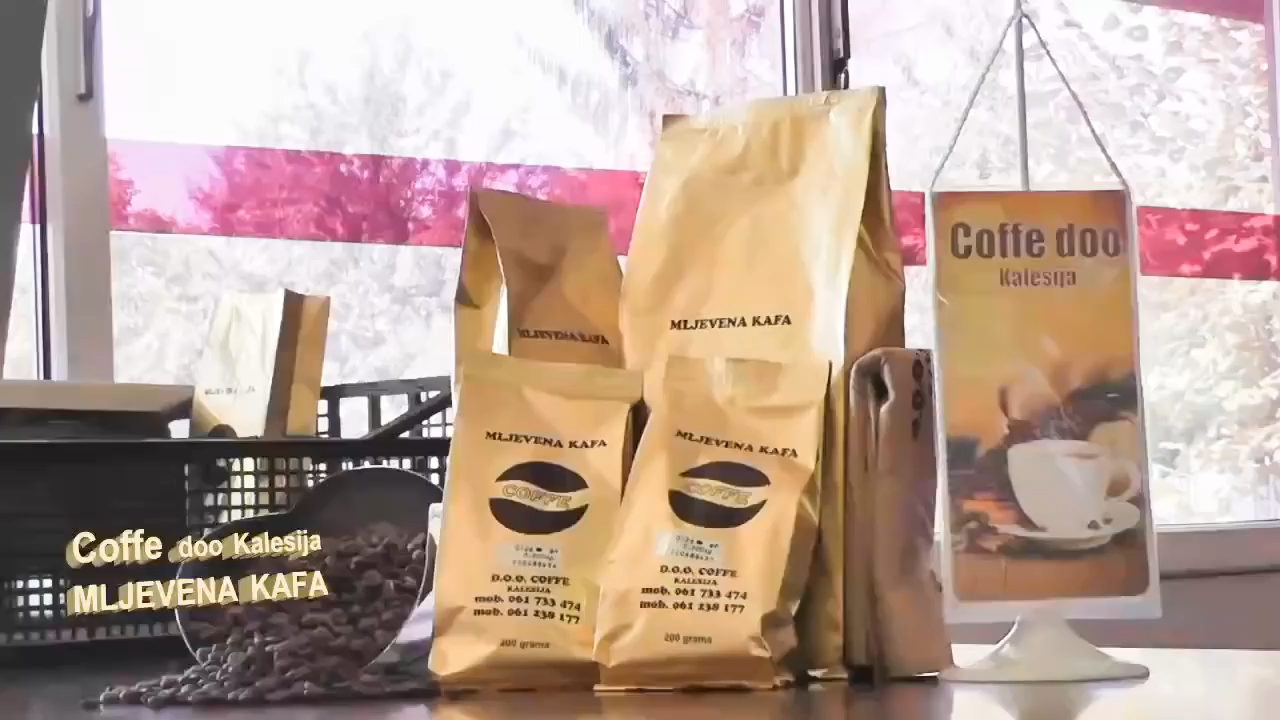 MLJEVENA KAFA
MLJEVENA KAFA
Coffe doo
Kalesija
MLJEVENA KAFA
COFFE
D.O.O. COFFE
KALESIJA
mob. 061 733 474
mob. 061 238 177
200 grama
MLJEVENA KAFA
COFFE
D.O.O. COFFE
KALESIJA
mob. 061 733 474
mob. 061 238 177
200 grama
Coffe doo Kalesija
MLJEVENA KAFA